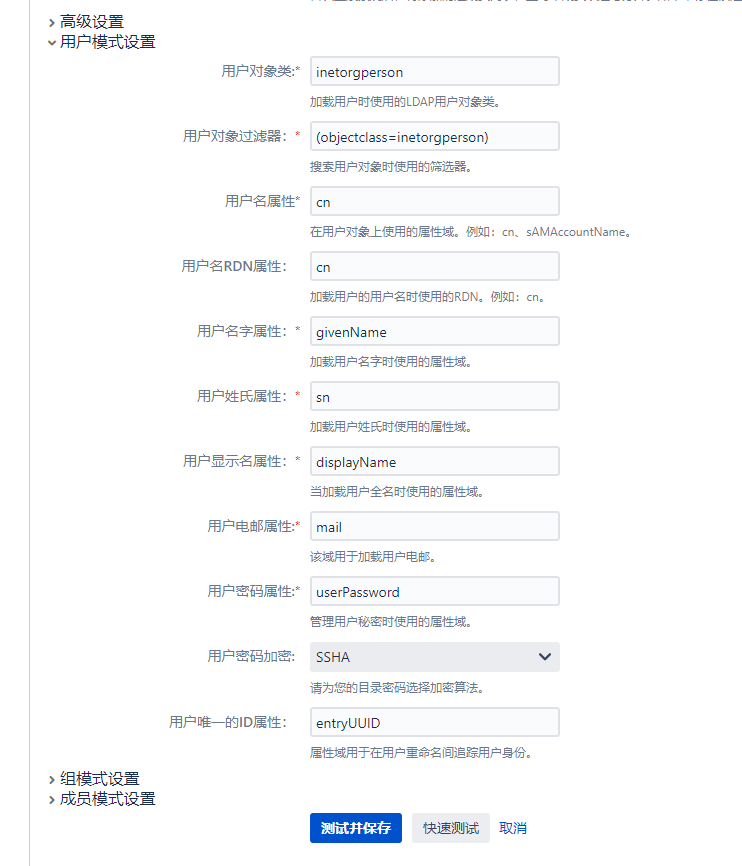 高级设置
用户模式设置
用户对象类:* inetorgperson
加载用户时使用的LDAP用户对象类。
用户对象过滤器：* (objectclass=inetorgperson)
搜索用户对象时使用的筛选器。
用户名属性* cn
在用户对象上使用的属性域。例如：cn、sAMAccountName。
用户名RDN属性： cn
加载用户的用户名时使用的RDN。例如：cn。
用户名字属性：* givenName
加载用户名字时使用的属性域。
用户姓氏属性：* sn
加载用户姓氏时使用的属性域。
用户显示名属性：* displayName
当加载用户全名时使用的属性域。
用户电邮属性:* mail
该域用于加载用户电邮。
用户密码属性:* userPassword
管理用户秘密时使用的属性域。
用户密码加密: SSHA
请为您的目录密码选择加密算法。
用户唯一的ID属性： entryUUID
属性域用于在用户重命名间追踪用户身份。
组模式设置
成员模式设置
测试并保存 快速测试 取消